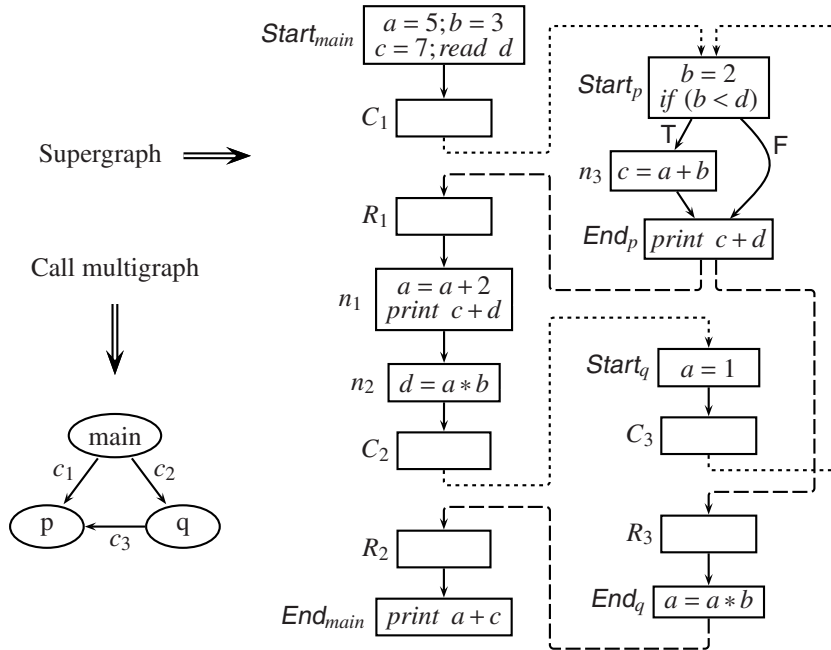 a = 5; b = 3
c = 7; read d
Start_main
C_1
b = 2
if (b < d)
Start_p
T
F
n_3
c = a + b
End_p
print c + d
Supergraph
R_1
Call multigraph
n_1
a = a + 2
print c + d
n_2
d = a * b
C_2
Start_q
a = 1
C_3
main
c_1
c_2
p
q
c_3
R_2
R_3
End_main
print a + c
End_q
a = a * b